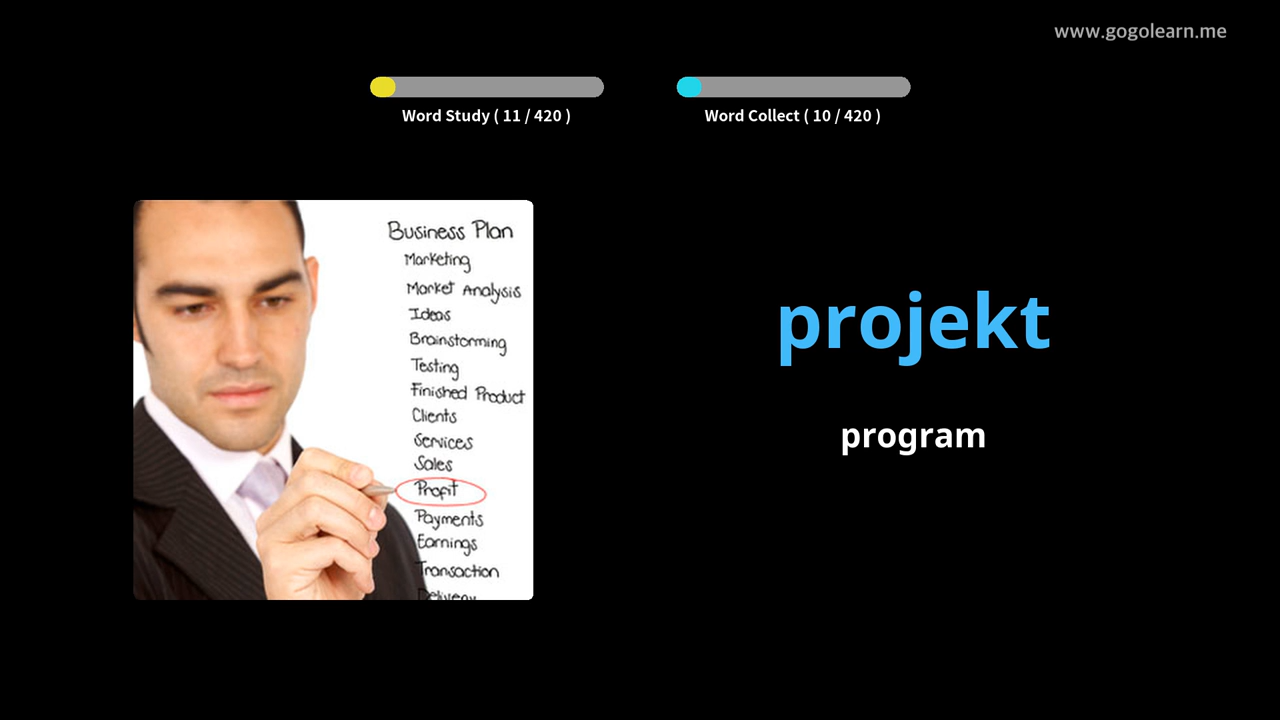 www.gogolearn.me
Word Study ( 11 / 420 )
Word Collect ( 10 / 420 )
Business Plan
Marketing
Market Analysis
Ideas
Brainstorming
Testing
Finished Product
Clients
Services
Sales
Profit
Payments
Earnings
Transaction
Delivery
projekt
program